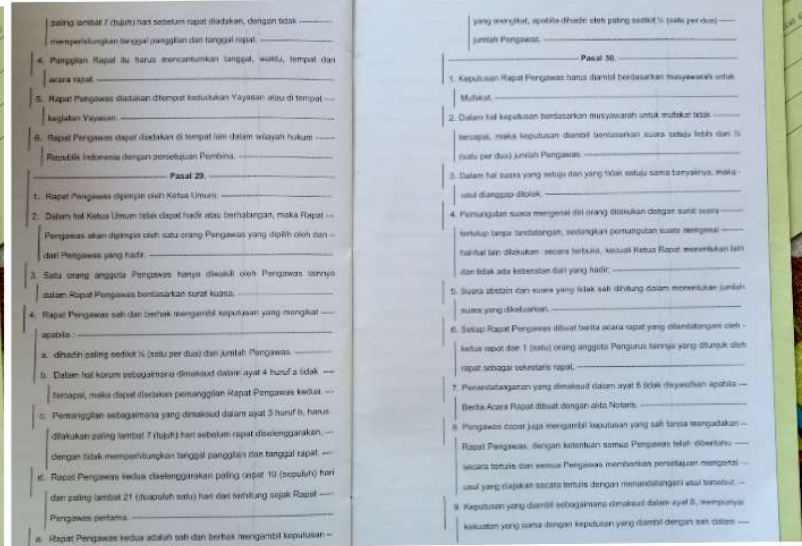 paling lambat 7 (tujuh) hari sebelum rapat diadakan, dengan tidak
memperhitungkan tanggal panggilan dan tanggal rapat.
4. Panggilan Rapat itu harus mencantumkan tanggal, waktu, tempat dan
acara rapat.
5. Rapat Pengawas diadakan ditempat kedudukan Yayasan atau di tempat
kegiatan Yayasan.
6. Rapat Pengawas dapat diadakan di tempat lain dalam wilayah hukum
Republik Indonesia dengan persetujuan Pembina.
Pasal 29.
1. Rapat Pengawas dipimpin oleh Ketua Umum.
2. Dalam hal Ketua Umum tidak dapat hadir atau berhalangan, maka Rapat
Pengawas akan dipimpin oleh satu orang Pengawas yang dipilih oleh dan
dari Pengawas yang hadir.
3. Satu orang anggota Pengawas hanya diwakili oleh Pengawas lainnya
dalam Rapat Pengawas berdasarkan surat kuasa.
4. Rapat Pengawas sah dan berhak mengambil keputusan yang mengikat
apabila :
a. dihadiri paling sedikit ½ (satu per dua) dari jumlah Pengawas.
b. Dalam hal korum sebagaimana dimaksud dalam ayat 4 huruf a tidak
tercapai, maka dapat diadakan pemanggilan Rapat Pengawas kedua.
c. Pemanggilan sebagaimana yang dimaksud dalam ayat 3 huruf b, harus
dilakukan paling lambat 7 (tujuh) hari sebelum rapat diselenggarakan,
dengan tidak memperhitungkan tanggal panggilan dan tanggal rapat.
d. Rapat Pengawas kedua diselenggarakan paling cepat 10 (sepuluh) hari
dan paling lambat 21 (duapuluh satu) hari dari terhitung sejak Rapat
Pengawas pertama.
e. Rapat Pengawas kedua adalah sah dan berhak mengambil keputusan
yang mengikat, apabila dihadiri oleh paling sedikit ½ (satu per dua)
jumlah Pengawas.
Pasal 30.
1. Keputusan Rapat Pengawas harus diambil berdasarkan musyawarah untuk
Mufakat.
2. Dalam hal keputusan berdasarkan musyawarah untuk mufakat tidak
tercapai, maka keputusan diambil berdasarkan suara setuju lebih dari ½
(satu per dua) jumlah Pengawas.
3. Dalam hal suara yang setuju dan yang tidak setuju sama banyaknya, maka
usul dianggap ditolak.
4. Pemungutan suara mengenai diri orang dilakukan dengan surat suara
tertutup tanpa tandatangan, sedangkan pemungutan suara mengenai
hal-hal lain dilakukan secara terbuka, kecuali Ketua Rapat menentukan lain
dan tidak ada keberatan dari yang hadir.
5. Suara abstain dan suara yang tidak sah dihitung dalam menentukan jumlah
suara yang dikeluarkan.
6. Setiap Rapat Pengawas dibuat berita acara rapat yang ditandatangani oleh
ketua rapat dan 1 (satu) orang anggota Pengurus lainnya yang ditunjuk oleh
rapat sebagai sekretaris rapat.
7. Penandatanganan yang dimaksud dalam ayat 6 tidak disyaratkan apabila
Berita Acara Rapat dibuat dengan akta Notaris.
8. Pengawas dapat juga mengambil keputusan yang sah tanpa mengadakan
Rapat Pengawas, dengan ketentuan semua Pengawas telah diberitahu
secara tertulis dan semua Pengawas memberikan persetujuan mengenai
usul yang diajukan secara tertulis dengan menandatangani usul tersebut.
9. Keputusan yang diambil sebagaimana dimaksud dalam ayat 8, mempunyai
kekuatan yang sama dengan keputusan yang diambil dengan sah dalam